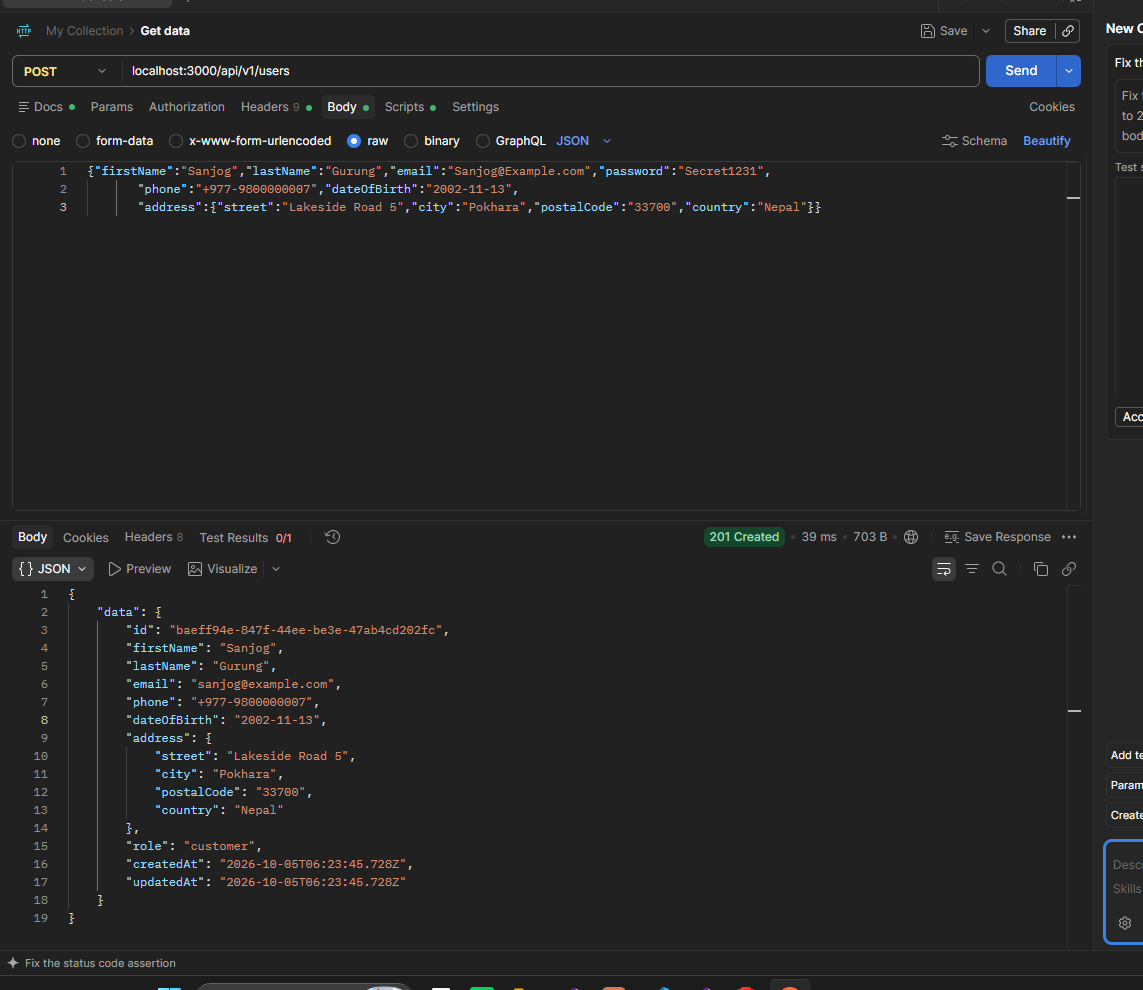 HTTP My Collection > Get data Save Share
POST localhost:3000/api/v1/users Send
Docs Params Authorization Headers 9 Body Scripts Settings Cookies
none form-data x-www-form-urlencoded raw binary GraphQL JSON Schema Beautify
1 {"firstName":"Sanjog","lastName":"Gurung","email":"Sanjog@Example.com","password":"Secret1231",
2 "phone":"+977-9800000007","dateOfBirth":"2002-11-13",
3 "address":{"street":"Lakeside Road 5","city":"Pokhara","postalCode":"33700","country":"Nepal"}}
Body Cookies Headers 8 Test Results 0/1 201 Created 39 ms 703 B e.g. Save Response
{} JSON Preview Visualize
1 {
2 "data": {
3 "id": "baeff94e-847f-44ee-be3e-47ab4cd202fc",
4 "firstName": "Sanjog",
5 "lastName": "Gurung",
6 "email": "sanjog@example.com",
7 "phone": "+977-9800000007",
8 "dateOfBirth": "2002-11-13",
9 "address": {
10 "street": "Lakeside Road 5",
11 "city": "Pokhara",
12 "postalCode": "33700",
13 "country": "Nepal"
14 },
15 "role": "customer",
16 "createdAt": "2026-10-05T06:23:45.728Z",
17 "updatedAt": "2026-10-05T06:23:45.728Z"
18 }
19 }
Fix the status code assertion
New
Fix
Fix
to 2
Test
Add
Skills